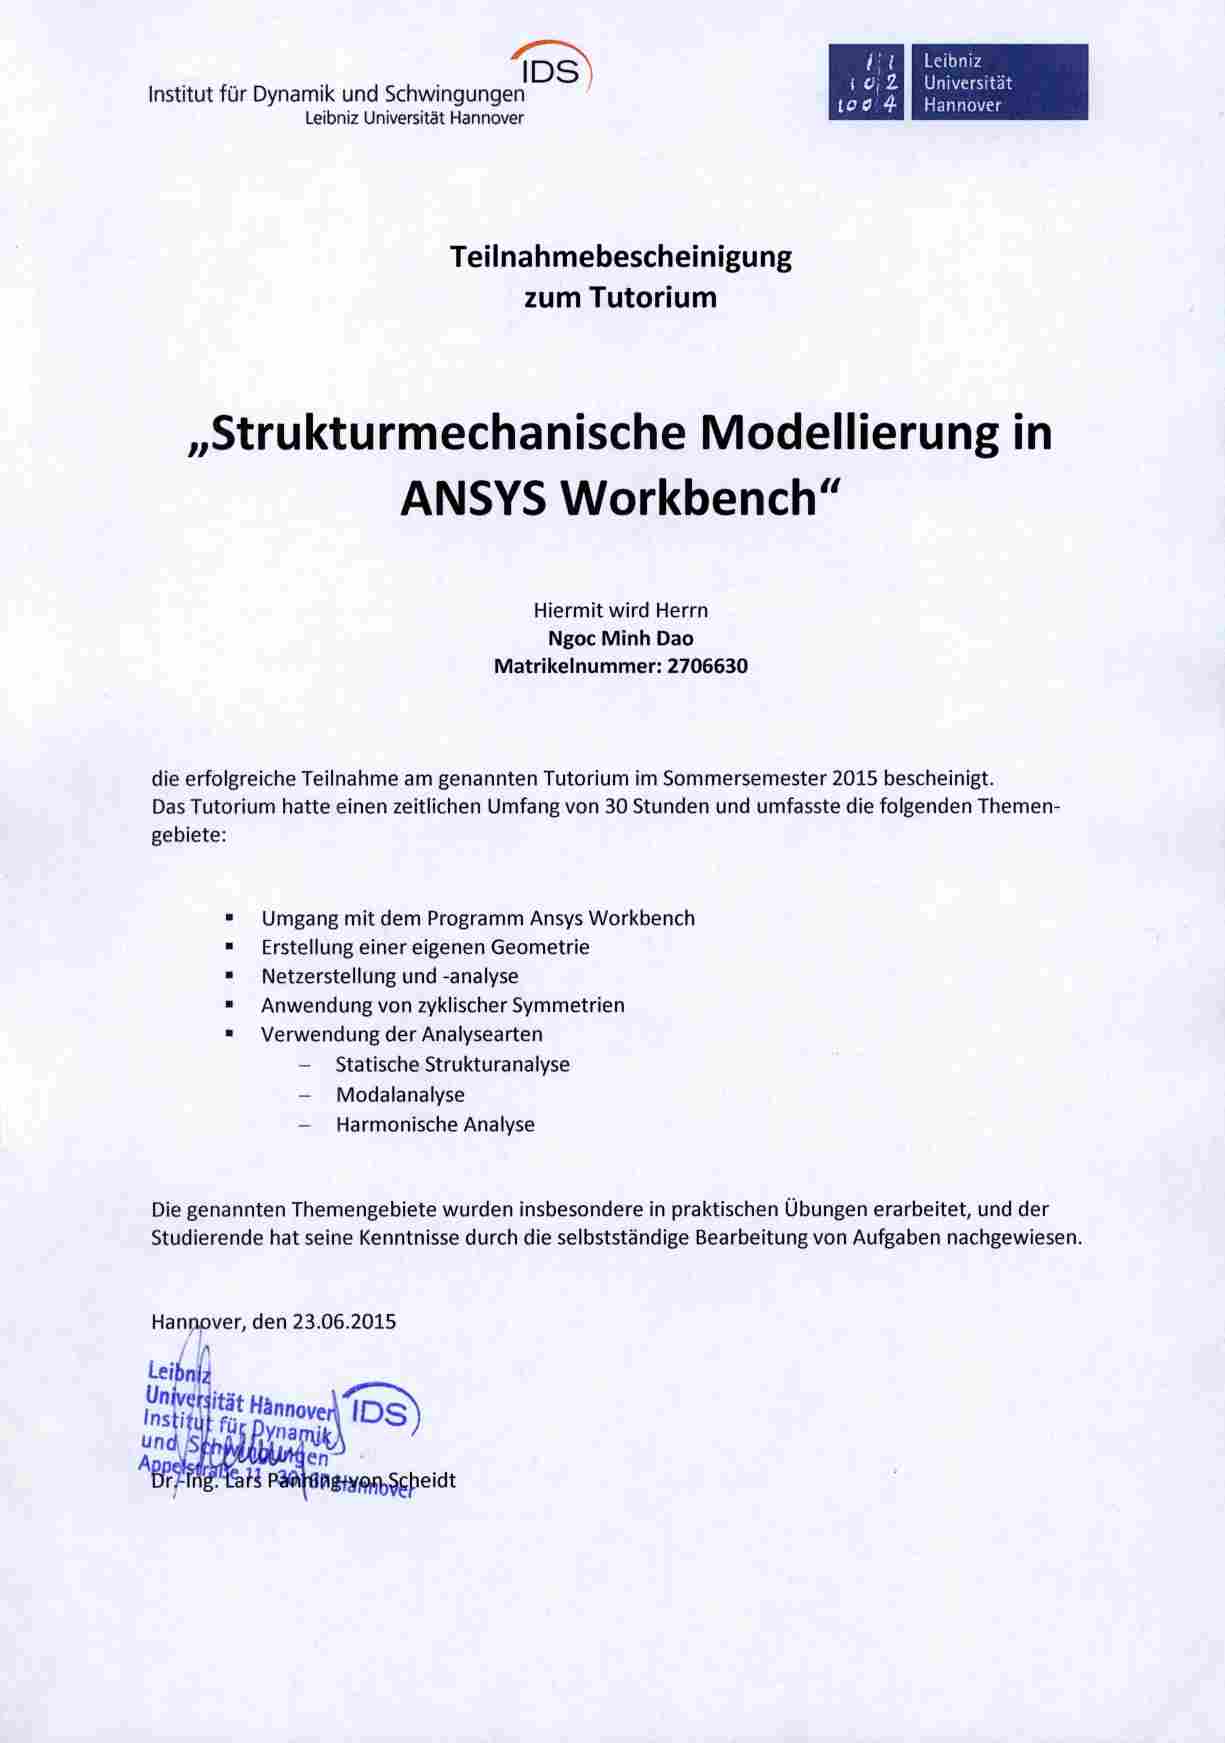 IDS
Institut für Dynamik und Schwingungen
Leibniz Universität Hannover
Leibniz
Universität
Hannover
Teilnahmebescheinigung
zum Tutorium
„Strukturmechanische Modellierung in
ANSYS Workbench“
Hiermit wird Herrn
Ngoc Minh Dao
Matrikelnummer: 2706630
die erfolgreiche Teilnahme am genannten Tutorium im Sommersemester 2015 bescheinigt.
Das Tutorium hatte einen zeitlichen Umfang von 30 Stunden und umfasste die folgenden Themen-
gebiete:
▪ Umgang mit dem Programm Ansys Workbench
▪ Erstellung einer eigenen Geometrie
▪ Netzerstellung und -analyse
▪ Anwendung von zyklischer Symmetrien
▪ Verwendung der Analysearten
– Statische Strukturanalyse
– Modalanalyse
– Harmonische Analyse
Die genannten Themengebiete wurden insbesondere in praktischen Übungen erarbeitet, und der
Studierende hat seine Kenntnisse durch die selbstständige Bearbeitung von Aufgaben nachgewiesen.
Hannover, den 23.06.2015
Leibniz
Universität Hannover
IDS
Institut für Dynamik
und Schwingungen
Appelstraße 11 30167 Hannover
Dr.-Ing. Lars Panning-von Scheidt